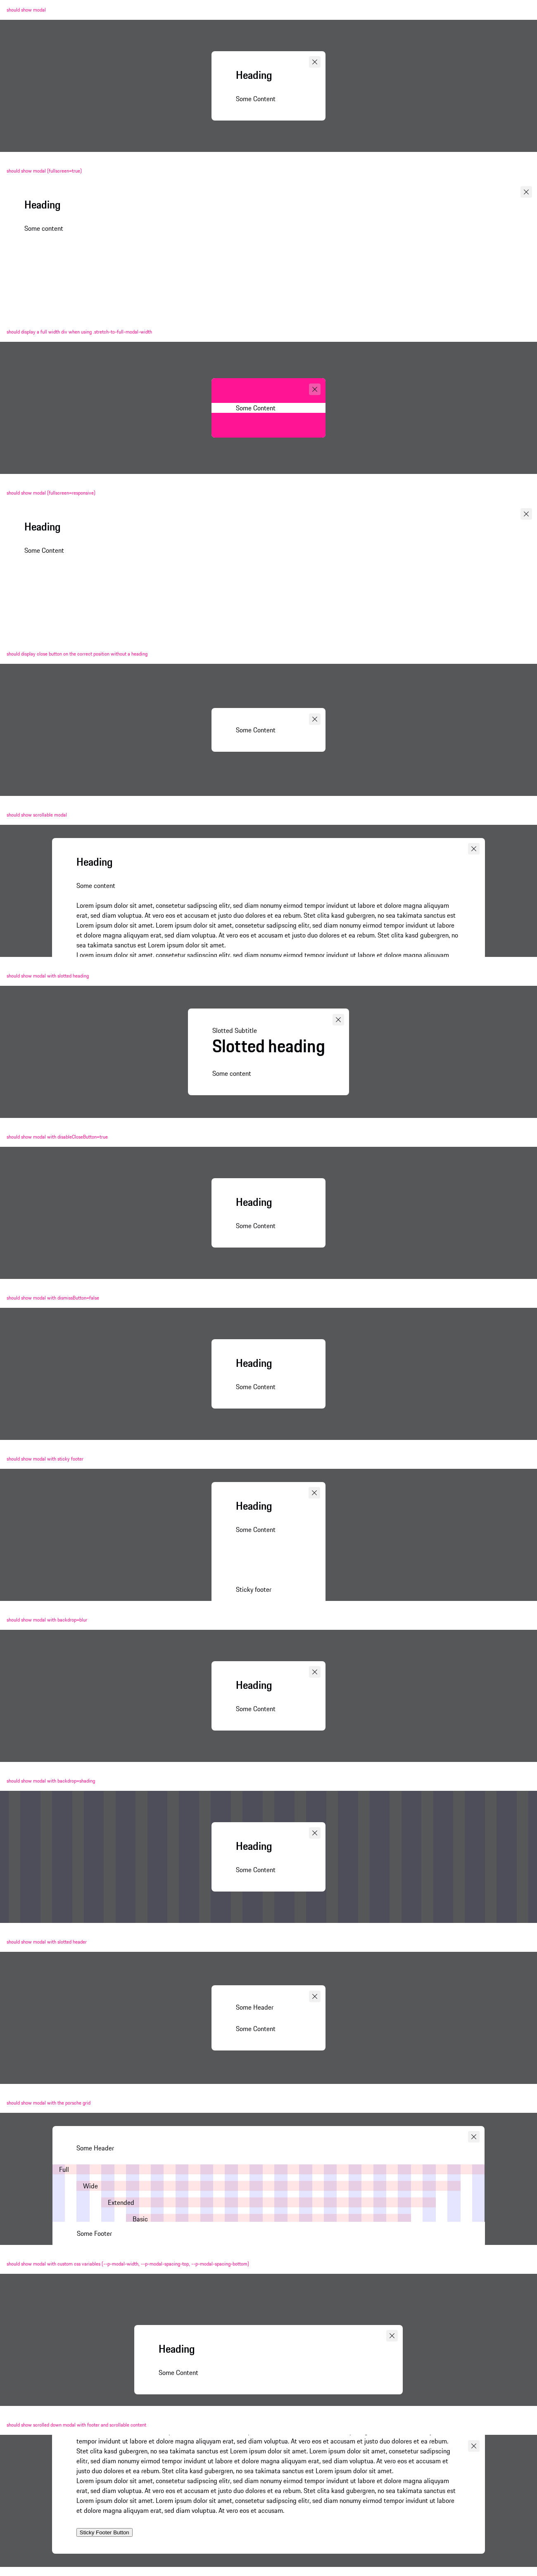 should show modal
Heading
Some Content
should show modal [fullscreen=true]
Heading
Some content
should display a full width div when using .stretch-to-full-modal-width
Some Content
should show modal [fullscreen=responsive]
Heading
Some Content
should display close button on the correct position without a heading
Some Content
should show scrollable modal
Heading
Some content
Lorem ipsum dolor sit amet, consetetur sadipscing elitr, sed diam nonumy eirmod tempor invidunt ut labore et dolore magna aliquyam
erat, sed diam voluptua. At vero eos et accusam et justo duo dolores et ea rebum. Stet clita kasd gubergren, no sea takimata sanctus est
Lorem ipsum dolor sit amet. Lorem ipsum dolor sit amet, consetetur sadipscing elitr, sed diam nonumy eirmod tempor invidunt ut labore
et dolore magna aliquyam erat, sed diam voluptua. At vero eos et accusam et justo duo dolores et ea rebum. Stet clita kasd gubergren, no
sea takimata sanctus est Lorem ipsum dolor sit amet.
Lorem ipsum dolor sit amet, consetetur sadipscing elitr, sed diam nonumy eirmod tempor invidunt ut labore et dolore magna aliquyam
should show modal with slotted heading
Slotted Subtitle
Slotted heading
Some content
should show modal with disableCloseButton=true
Heading
Some Content
should show modal with dismissButton=false
Heading
Some Content
should show modal with sticky footer
Heading
Some Content
Sticky footer
should show modal with backdrop=blur
Heading
Some Content
should show modal with backdrop=shading
Heading
Some Content
should show modal with slotted header
Some Header
Some Content
should show modal with the porsche grid
Some Header
Full
Wide
Extended
Basic
Some Footer
should show modal with custom css variables (--p-modal-width, --p-modal-spacing-top, --p-modal-spacing-bottom)
Heading
Some Content
should show scrolled down modal with footer and scrollable content
tempor invidunt ut labore et dolore magna aliquyam erat, sed diam voluptua. At vero eos et accusam et justo duo dolores et ea rebum.
Stet clita kasd gubergren, no sea takimata sanctus est Lorem ipsum dolor sit amet. Lorem ipsum dolor sit amet, consetetur sadipscing
elitr, sed diam nonumy eirmod tempor invidunt ut labore et dolore magna aliquyam erat, sed diam voluptua. At vero eos et accusam et
justo duo dolores et ea rebum. Stet clita kasd gubergren, no sea takimata sanctus est Lorem ipsum dolor sit amet.
Lorem ipsum dolor sit amet, consetetur sadipscing elitr, sed diam nonumy eirmod tempor invidunt ut labore et dolore magna aliquyam
erat, sed diam voluptua. At vero eos et accusam et justo duo dolores et ea rebum. Stet clita kasd gubergren, no sea takimata sanctus est
Lorem ipsum dolor sit amet. Lorem ipsum dolor sit amet, consetetur sadipscing elitr, sed diam nonumy eirmod tempor invidunt ut labore
et dolore magna aliquyam erat, sed diam voluptua. At vero eos et accusam.
Sticky Footer Button